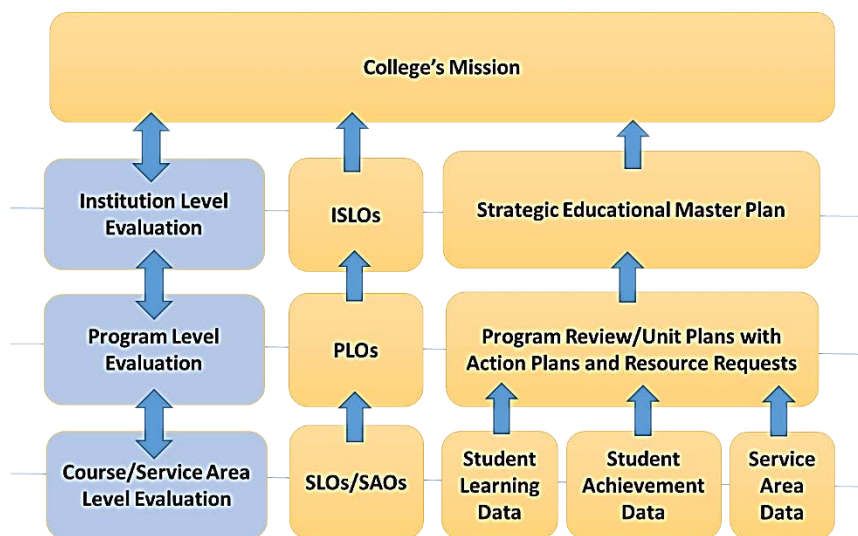 College's Mission
Institution Level
Evaluation
ISLOs
Strategic Educational Master Plan
Program Level
Evaluation
PLOs
Program Review/Unit Plans with
Action Plans and Resource Requests
Course/Service Area
Level Evaluation
SLOs/SAOs
Student
Learning
Data
Student
Achievement
Data
Service
Area
Data